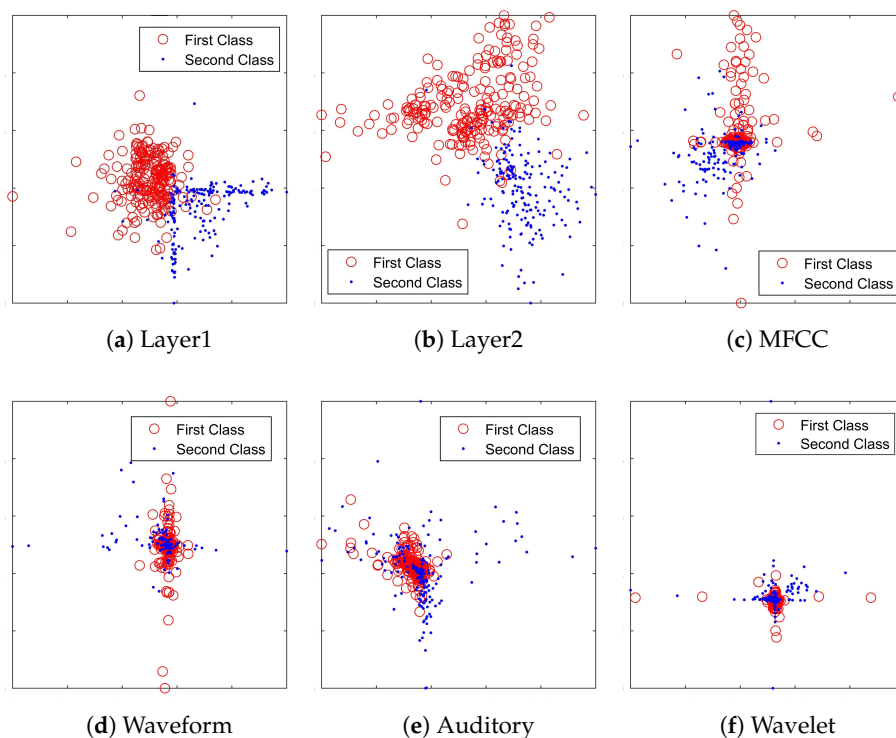 First Class
Second Class
First Class
Second Class
First Class
Second Class
(a) Layer1
(b) Layer2
(c) MFCC
First Class
Second Class
First Class
Second Class
First Class
Second Class
(d) Waveform
(e) Auditory
(f) Wavelet